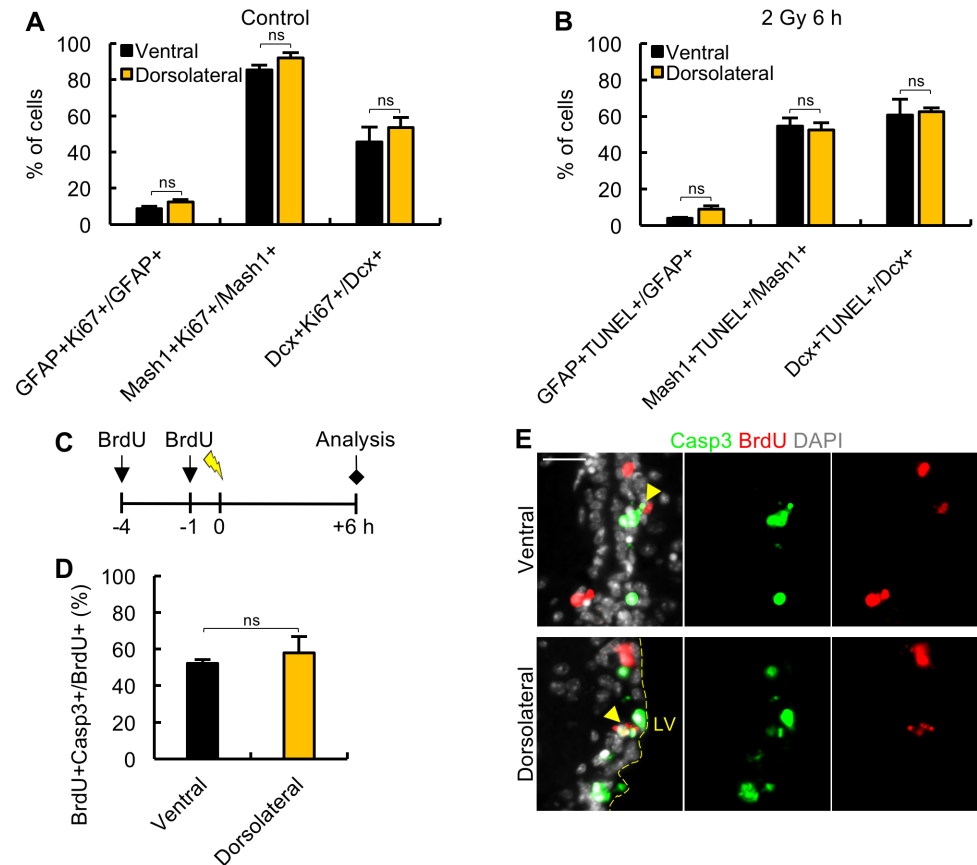 A
Control
100
80
60
40
20
0
% of cells
Ventral
Dorsolateral
ns
ns
ns
GFAP+Ki67+/GFAP+
Mash1+Ki67+/Mash1+
Dcx+Ki67+/Dcx+
B
2 Gy 6 h
100
80
60
40
20
0
% of cells
Ventral
Dorsolateral
ns
ns
ns
GFAP+TUNEL+/GFAP+
Mash1+TUNEL+/Mash1+
Dcx+TUNEL+/Dcx+
C
BrdU BrdU Analysis
-4 -1 0 +6 h
D
100
80
60
40
20
0
BrdU+Casp3+/BrdU+ (%)
ns
Ventral
Dorsolateral
E
Casp3 BrdU DAPI
Ventral
Dorsolateral
LV